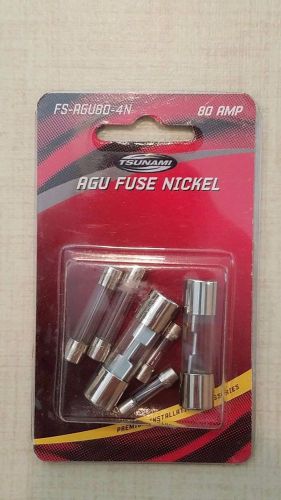 FS-AGU80-4N 80 AMP
TSUNAMI
AGU FUSE NICKEL